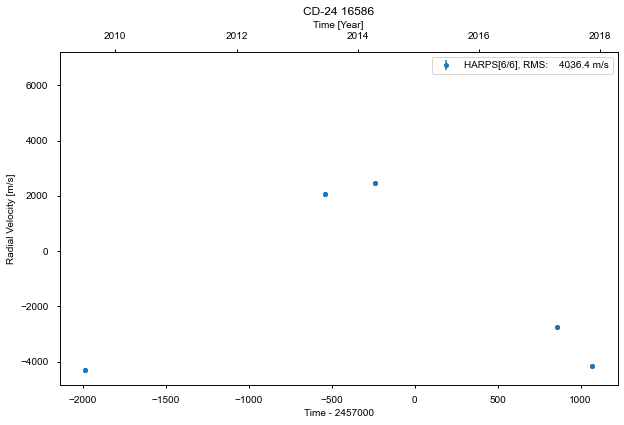 CD-24 16586
Time [Year]
2010 2012 2014 2016 2018
HARPS[6/6], RMS: 4036.4 m/s
6000
4000
2000
0
−2000
−4000
Radial Velocity [m/s]
−2000 −1500 −1000 −500 0 500 1000
Time - 2457000